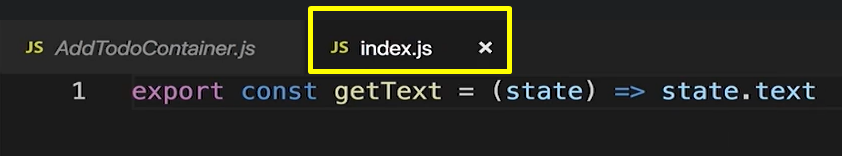 JS AddTodoContainer.js JS index.js ×
1 export const getText = (state) => state.text